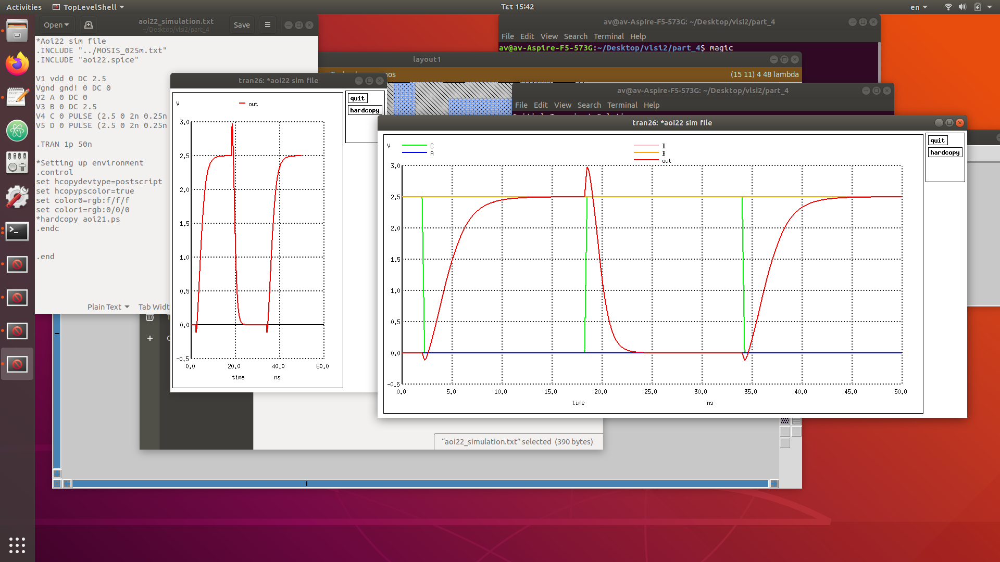 Activities
TopLevelShell
Τετ 15:42
en
Open
aoi22_simulation.txt
~/Desktop/vlsi2/part_4
Save
*Aoi22 sim file
.INCLUDE "../MOSIS_025m.txt"
.INCLUDE "aoi22.spice"
V1 vdd 0 DC 2.5
Vgnd gnd! 0 DC 0
V2 A 0 DC 0
V3 B 0 DC 2.5
V4 C 0 PULSE (2.5 0 2n 0.25n
V5 D 0 PULSE (2.5 0 2n 0.25n
.TRAN 1p 50n
*Setting up environment
.control
set hcopydevtype=postscript
set hcopypscolor=true
set color0=rgb:f/f/f
set color1=rgb:0/0/0
*hardcopy aoi21.ps
.endc
.end
Plain Text
Tab Widt
av@av-Aspire-F5-573G: ~/Desktop/vlsi2/part_4
File Edit View Search Terminal Help
av@av-Aspire-F5-573G:~/Desktop/vlsi2/part_4$ magic
layout1
(15 11) 4 48 lambda
av@av-Aspire-F5-573G: ~/Desktop/vlsi2/part_4
File Edit View Search Terminal Help
tran26: *aoi22 sim file
quit
hardcopy
V
out
3.0
2.5
2.0
1.5
1.0
0.5
0.0
-0.5
0.0 20.0 40.0 60.0
time ns
tran26: *aoi22 sim file
quit
hardcopy
V
C
A
D
B
out
3.0
2.5
2.0
1.5
1.0
0.5
0.0
-0.5
0.0 5.0 10.0 15.0 20.0 25.0 30.0 35.0 40.0 45.0 50.0
time ns
“aoi22_simulation.txt” selected (390 bytes)